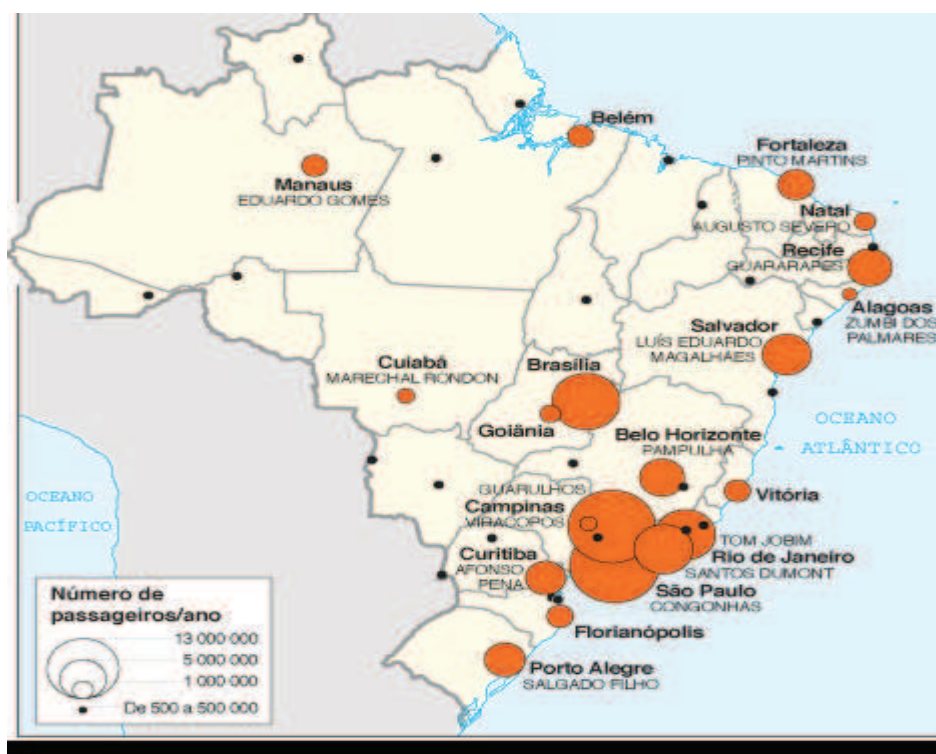 Belém
Fortaleza
PINTO MARTINS
Manaus
EDUARDO GOMES
Natal
AUGUSTO SEVERO
Recife
GUARARAPES
Alagoas
ZUMBI DOS
PALMARES
Salvador
LUÍS EDUARDO
MAGALHÃES
Cuiabá
MARECHAL RONDON
Brasília
Goiânia
Belo Horizonte
PAMPULHA
OCEANO
ATLÂNTICO
GUARULHOS
Campinas
VIRACOPOS
Vitória
OCEANO
PACÍFICO
TOM JOBIM
Rio de Janeiro
SANTOS DUMONT
Curitiba
AFONSO
PENA
São Paulo
CONGONHAS
Florianópolis
Porto Alegre
SALGADO FILHO
Número de
passageiros/ano
13 000 000
5 000 000
1 000 000
De 500 a 500 000